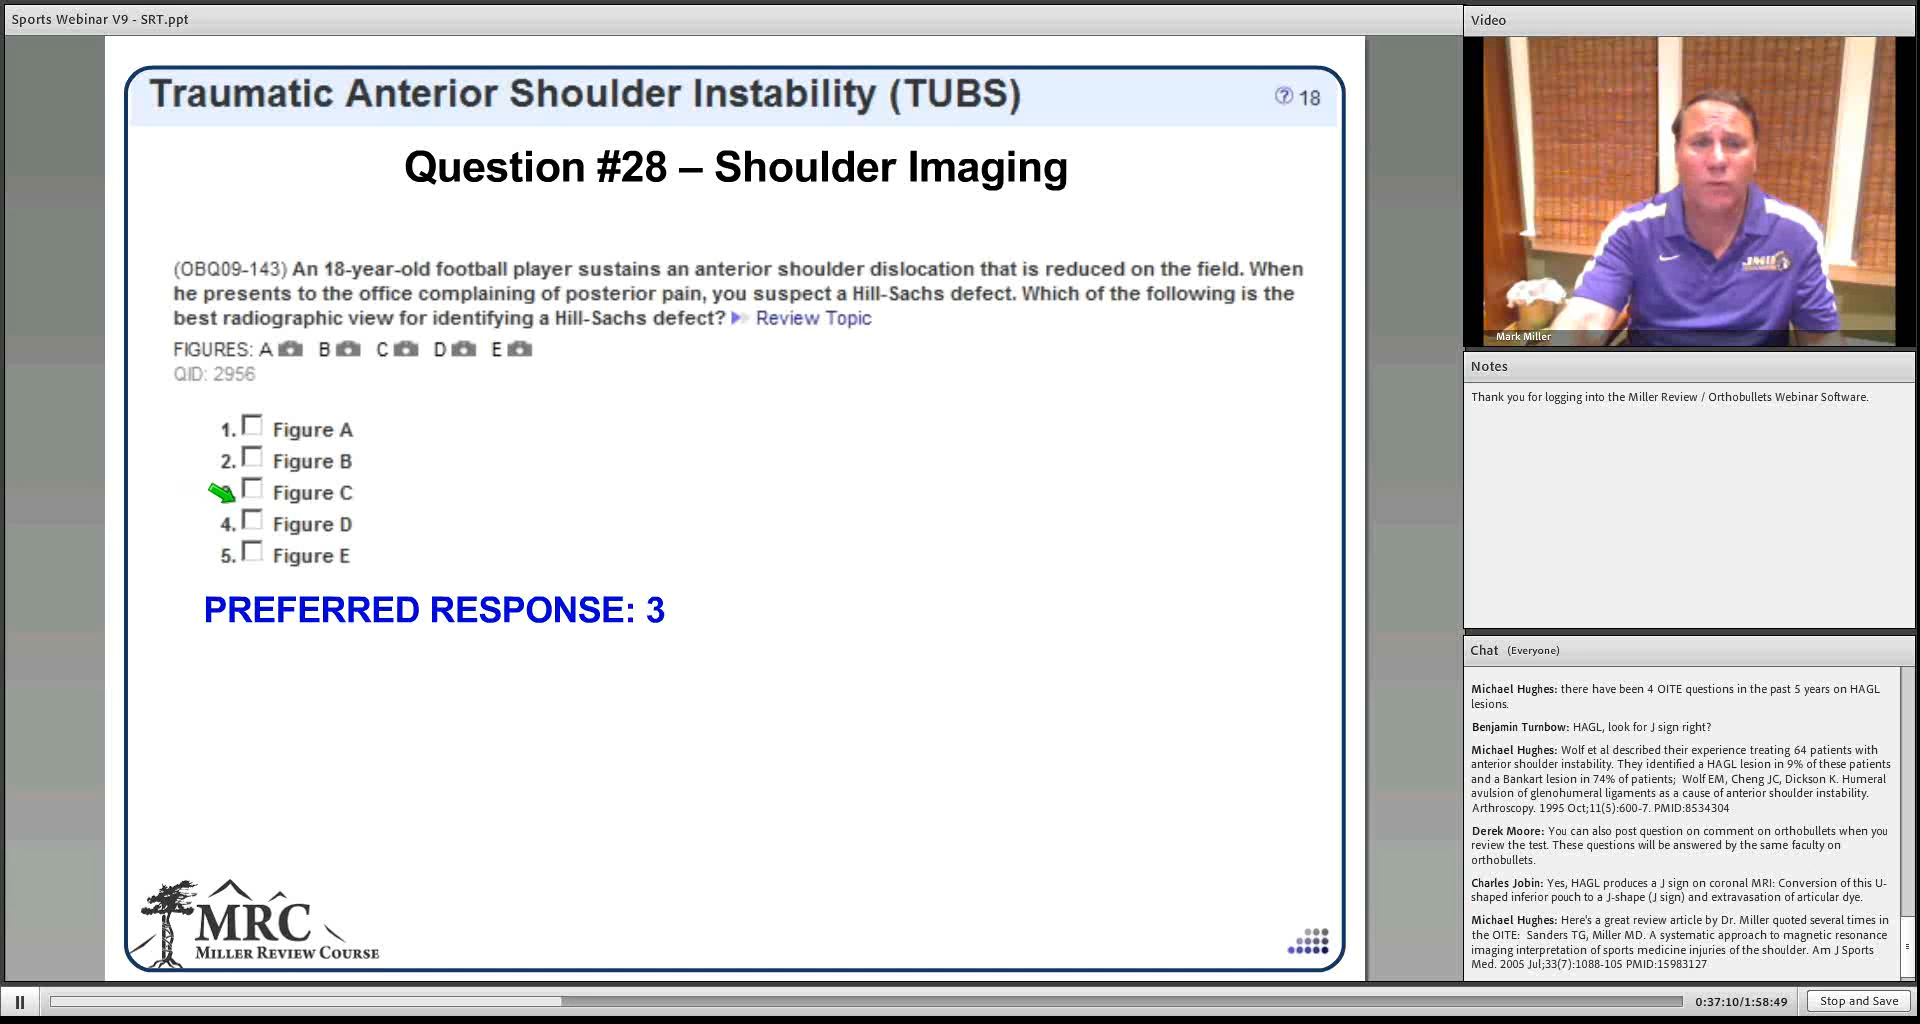 Sports Webinar V9 - SRT.ppt
Traumatic Anterior Shoulder Instability (TUBS)
? 18
Question #28 – Shoulder Imaging
(OBQ09-143) An 18-year-old football player sustains an anterior shoulder dislocation that is reduced on the field. When
he presents to the office complaining of posterior pain, you suspect a Hill-Sachs defect. Which of the following is the
best radiographic view for identifying a Hill-Sachs defect? Review Topic
FIGURES: A B C D E
QID: 2956
1. Figure A
2. Figure B
Figure C
4. Figure D
5. Figure E
PREFERRED RESPONSE: 3
MRC
MILLER REVIEW COURSE
Video
JMU
Mark Miller
Notes
Thank you for logging into the Miller Review / Orthobullets Webinar Software.
Chat (Everyone)
Michael Hughes: there have been 4 OITE questions in the past 5 years on HAGL
lesions.
Benjamin Turnbow: HAGL, look for J sign right?
Michael Hughes: Wolf et al described their experience treating 64 patients with
anterior shoulder instability. They identified a HAGL lesion in 9% of these patients
and a Bankart lesion in 74% of patients; Wolf EM, Cheng JC, Dickson K. Humeral
avulsion of glenohumeral ligaments as a cause of anterior shoulder instability.
Arthroscopy. 1995 Oct;11(5):600-7. PMID:8534304
Derek Moore: You can also post question on comment on orthobullets when you
review the test. These questions will be answered by the same faculty on
orthobullets.
Charles Jobin: Yes, HAGL produces a J sign on coronal MRI: Conversion of this U-
shaped inferior pouch to a J-shape (J sign) and extravasation of articular dye.
Michael Hughes: Here's a great review article by Dr. Miller quoted several times in
the OITE: Sanders TG, Miller MD. A systematic approach to magnetic resonance
imaging interpretation of sports medicine injuries of the shoulder. Am J Sports
Med. 2005 Jul;33(7):1088-105 PMID:15983127
0:37:10/1:58:49
Stop and Save